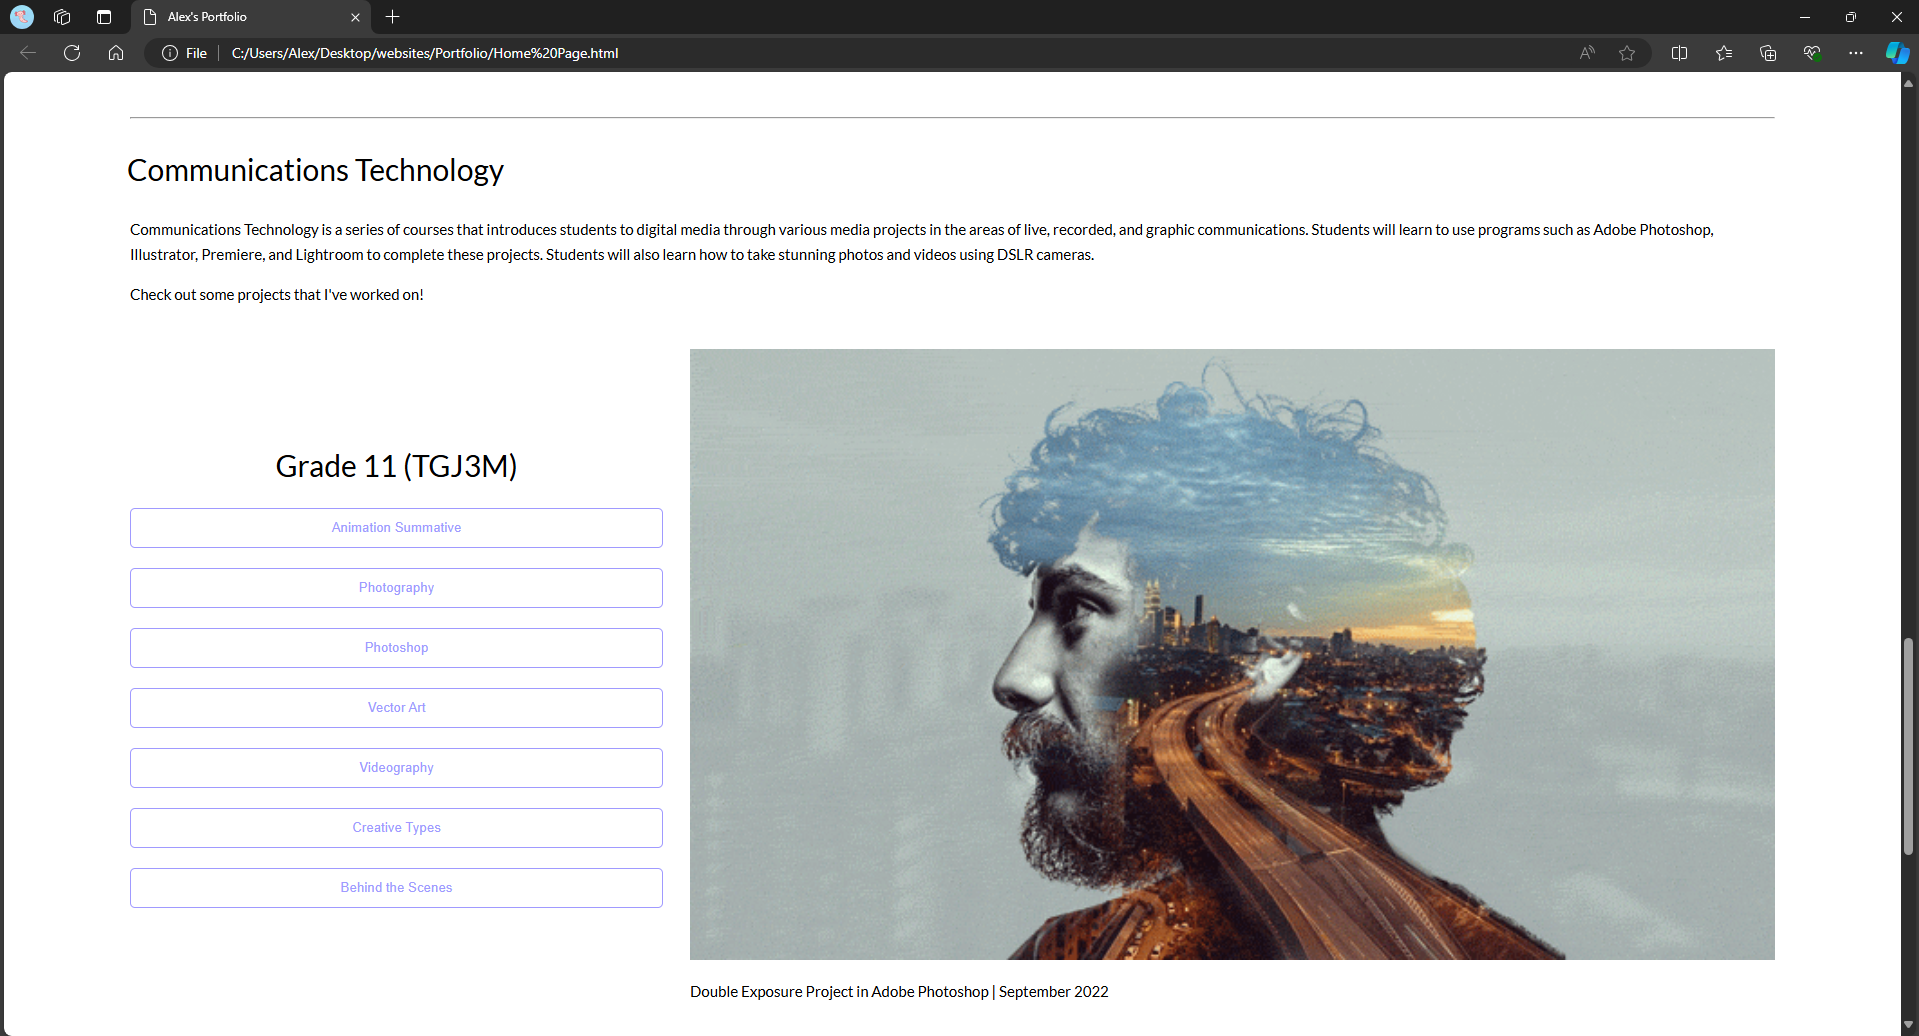 Alex's Portfolio
File
C:/Users/Alex/Desktop/websites/Portfolio/Home%20Page.html
Communications Technology
Communications Technology is a series of courses that introduces students to digital media through various media projects in the areas of live, recorded, and graphic communications. Students will learn to use programs such as Adobe Photoshop,
Illustrator, Premiere, and Lightroom to complete these projects. Students will also learn how to take stunning photos and videos using DSLR cameras.
Check out some projects that I've worked on!
Grade 11 (TGJ3M)
Animation Summative
Photography
Photoshop
Vector Art
Videography
Creative Types
Behind the Scenes
Double Exposure Project in Adobe Photoshop | September 2022